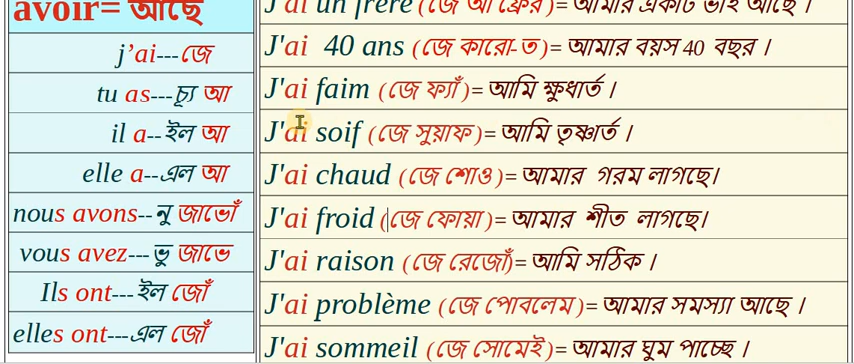 avoir= আছে
j'ai---জে
tu as---চ্যু আ
il a--ইল আ
elle a--এল আ
nous avons--নু জাভোঁ
vous avez---ভু জাভে
Ils ont---ইল জোঁ
elles ont---এল জোঁ
J'ai un frère (জে আঁ ফ্রের)= আমার একটি ভাই আছে ।
J'ai 40 ans (জে কারো-ত)= আমার বয়স 40 বছর ।
J'ai faim (জে ফ্যাঁ)= আমি ক্ষুধার্ত ।
J'ai soif (জে সুয়াফ)= আমি তৃষ্ণার্ত ।
J'ai chaud (জে শোও)= আমার গরম লাগছে।
J'ai froid (জে ফোয়া)= আমার শীত লাগছে।
J'ai raison (জে রেজোঁ)= আমি সঠিক ।
J'ai problème (জে পোবলেম)= আমার সমস্যা আছে ।
J'ai sommeil (জে সোমেই)= আমার ঘুম পাচ্ছে ।